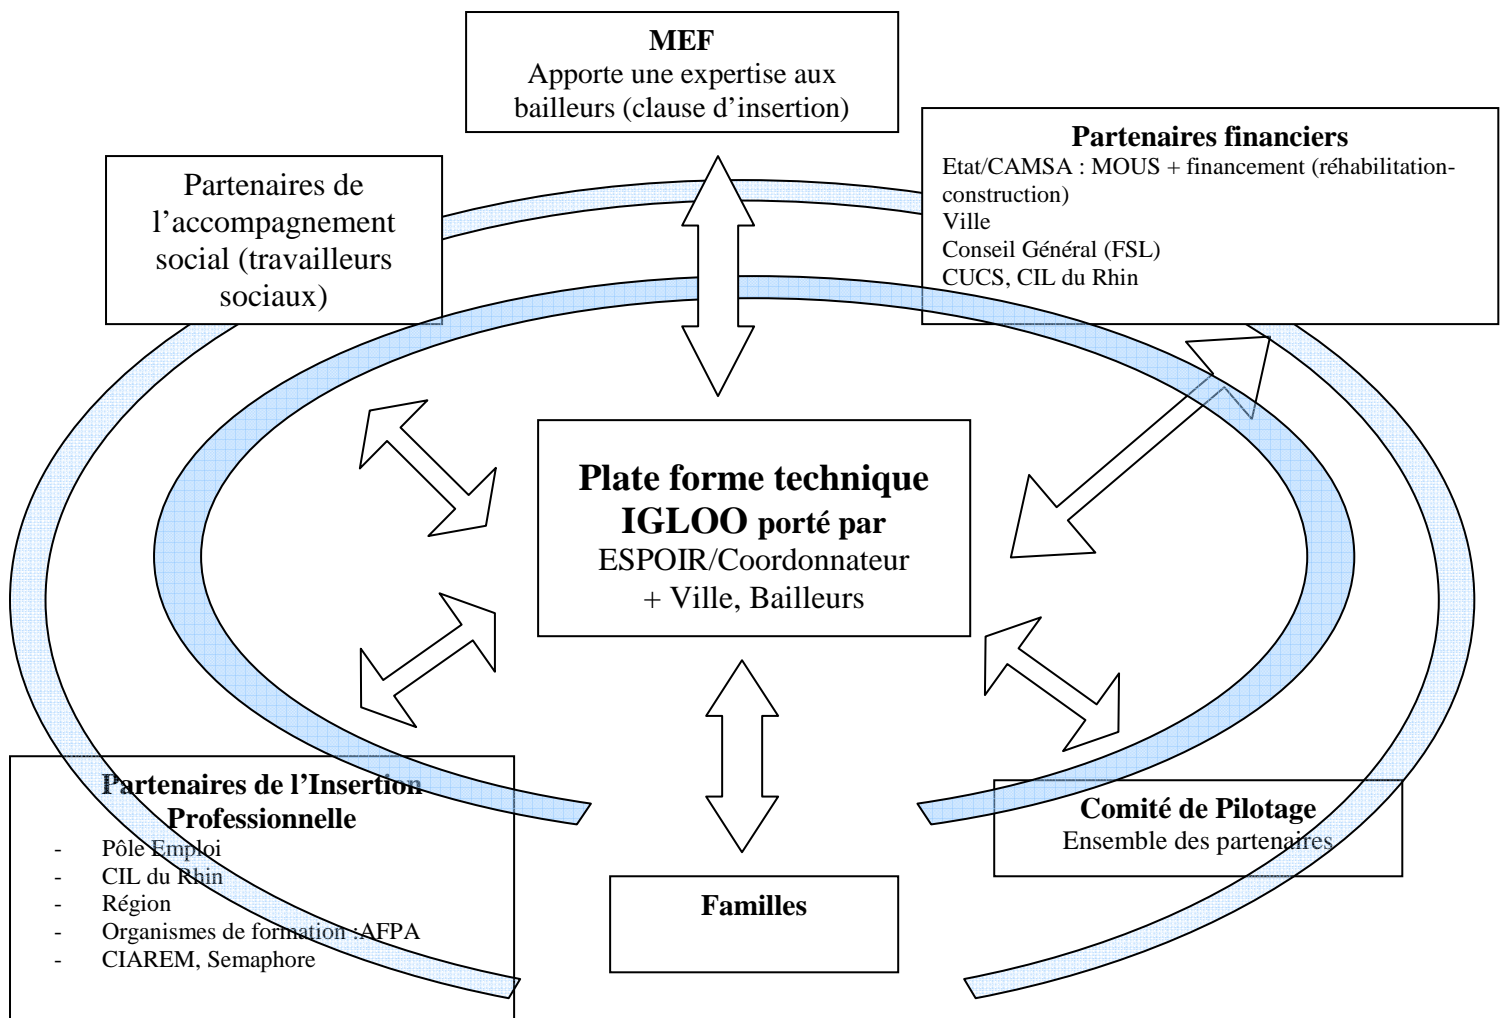 MEF
Apporte une expertise aux
bailleurs (clause d’insertion)
Partenaires financiers
Etat/CAMSA : MOUS + financement (réhabilitation-
construction)
Ville
Conseil Général (FSL)
CUCS, CIL du Rhin
Partenaires de
l’accompagnement
social (travailleurs
sociaux)
Plate forme technique
IGLOO porté par
ESPOIR/Coordonnateur
+ Ville, Bailleurs
Partenaires de l’Insertion
Professionnelle
- Pôle Emploi
- CIL du Rhin
- Région
- Organismes de formation :AFPA
- CIAREM, Semaphore
Comité de Pilotage
Ensemble des partenaires
Familles